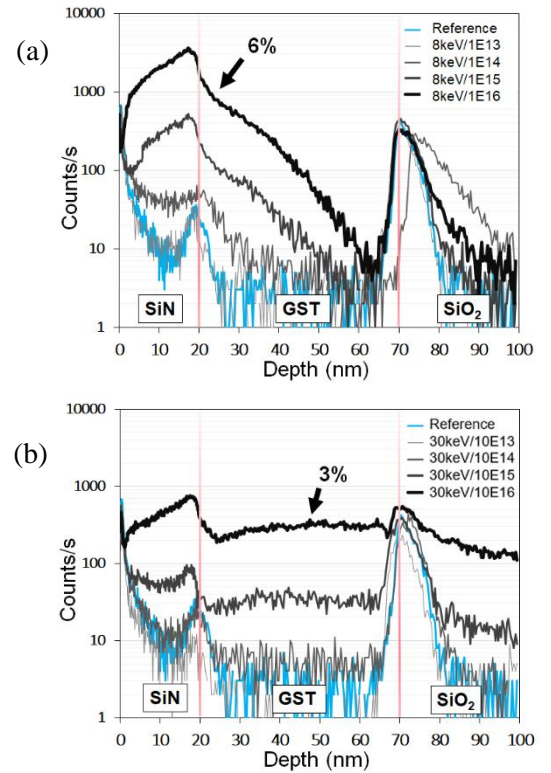 (a)
10000
1000
100
10
1
Counts/s
6%
Reference
8keV/1E13
8keV/1E14
8keV/1E15
8keV/1E16
SiN
GST
SiO₂
0 10 20 30 40 50 60 70 80 90 100
Depth (nm)
(b)
10000
1000
100
10
1
Counts/s
3%
Reference
30keV/10E13
30keV/10E14
30keV/10E15
30keV/10E16
SiN
GST
SiO₂
0 10 20 30 40 50 60 70 80 90 100
Depth (nm)